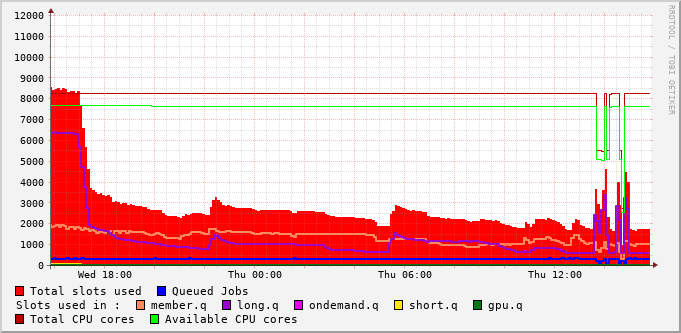 12000
11000
10000
9000
8000
7000
6000
5000
4000
3000
2000
1000
0
Wed 18:00 Thu 00:00 Thu 06:00 Thu 12:00
RRDTOOL / TOBI OETIKER
Total slots used Queued Jobs
Slots used in : member.q long.q ondemand.q short.q gpu.q
Total CPU cores Available CPU cores